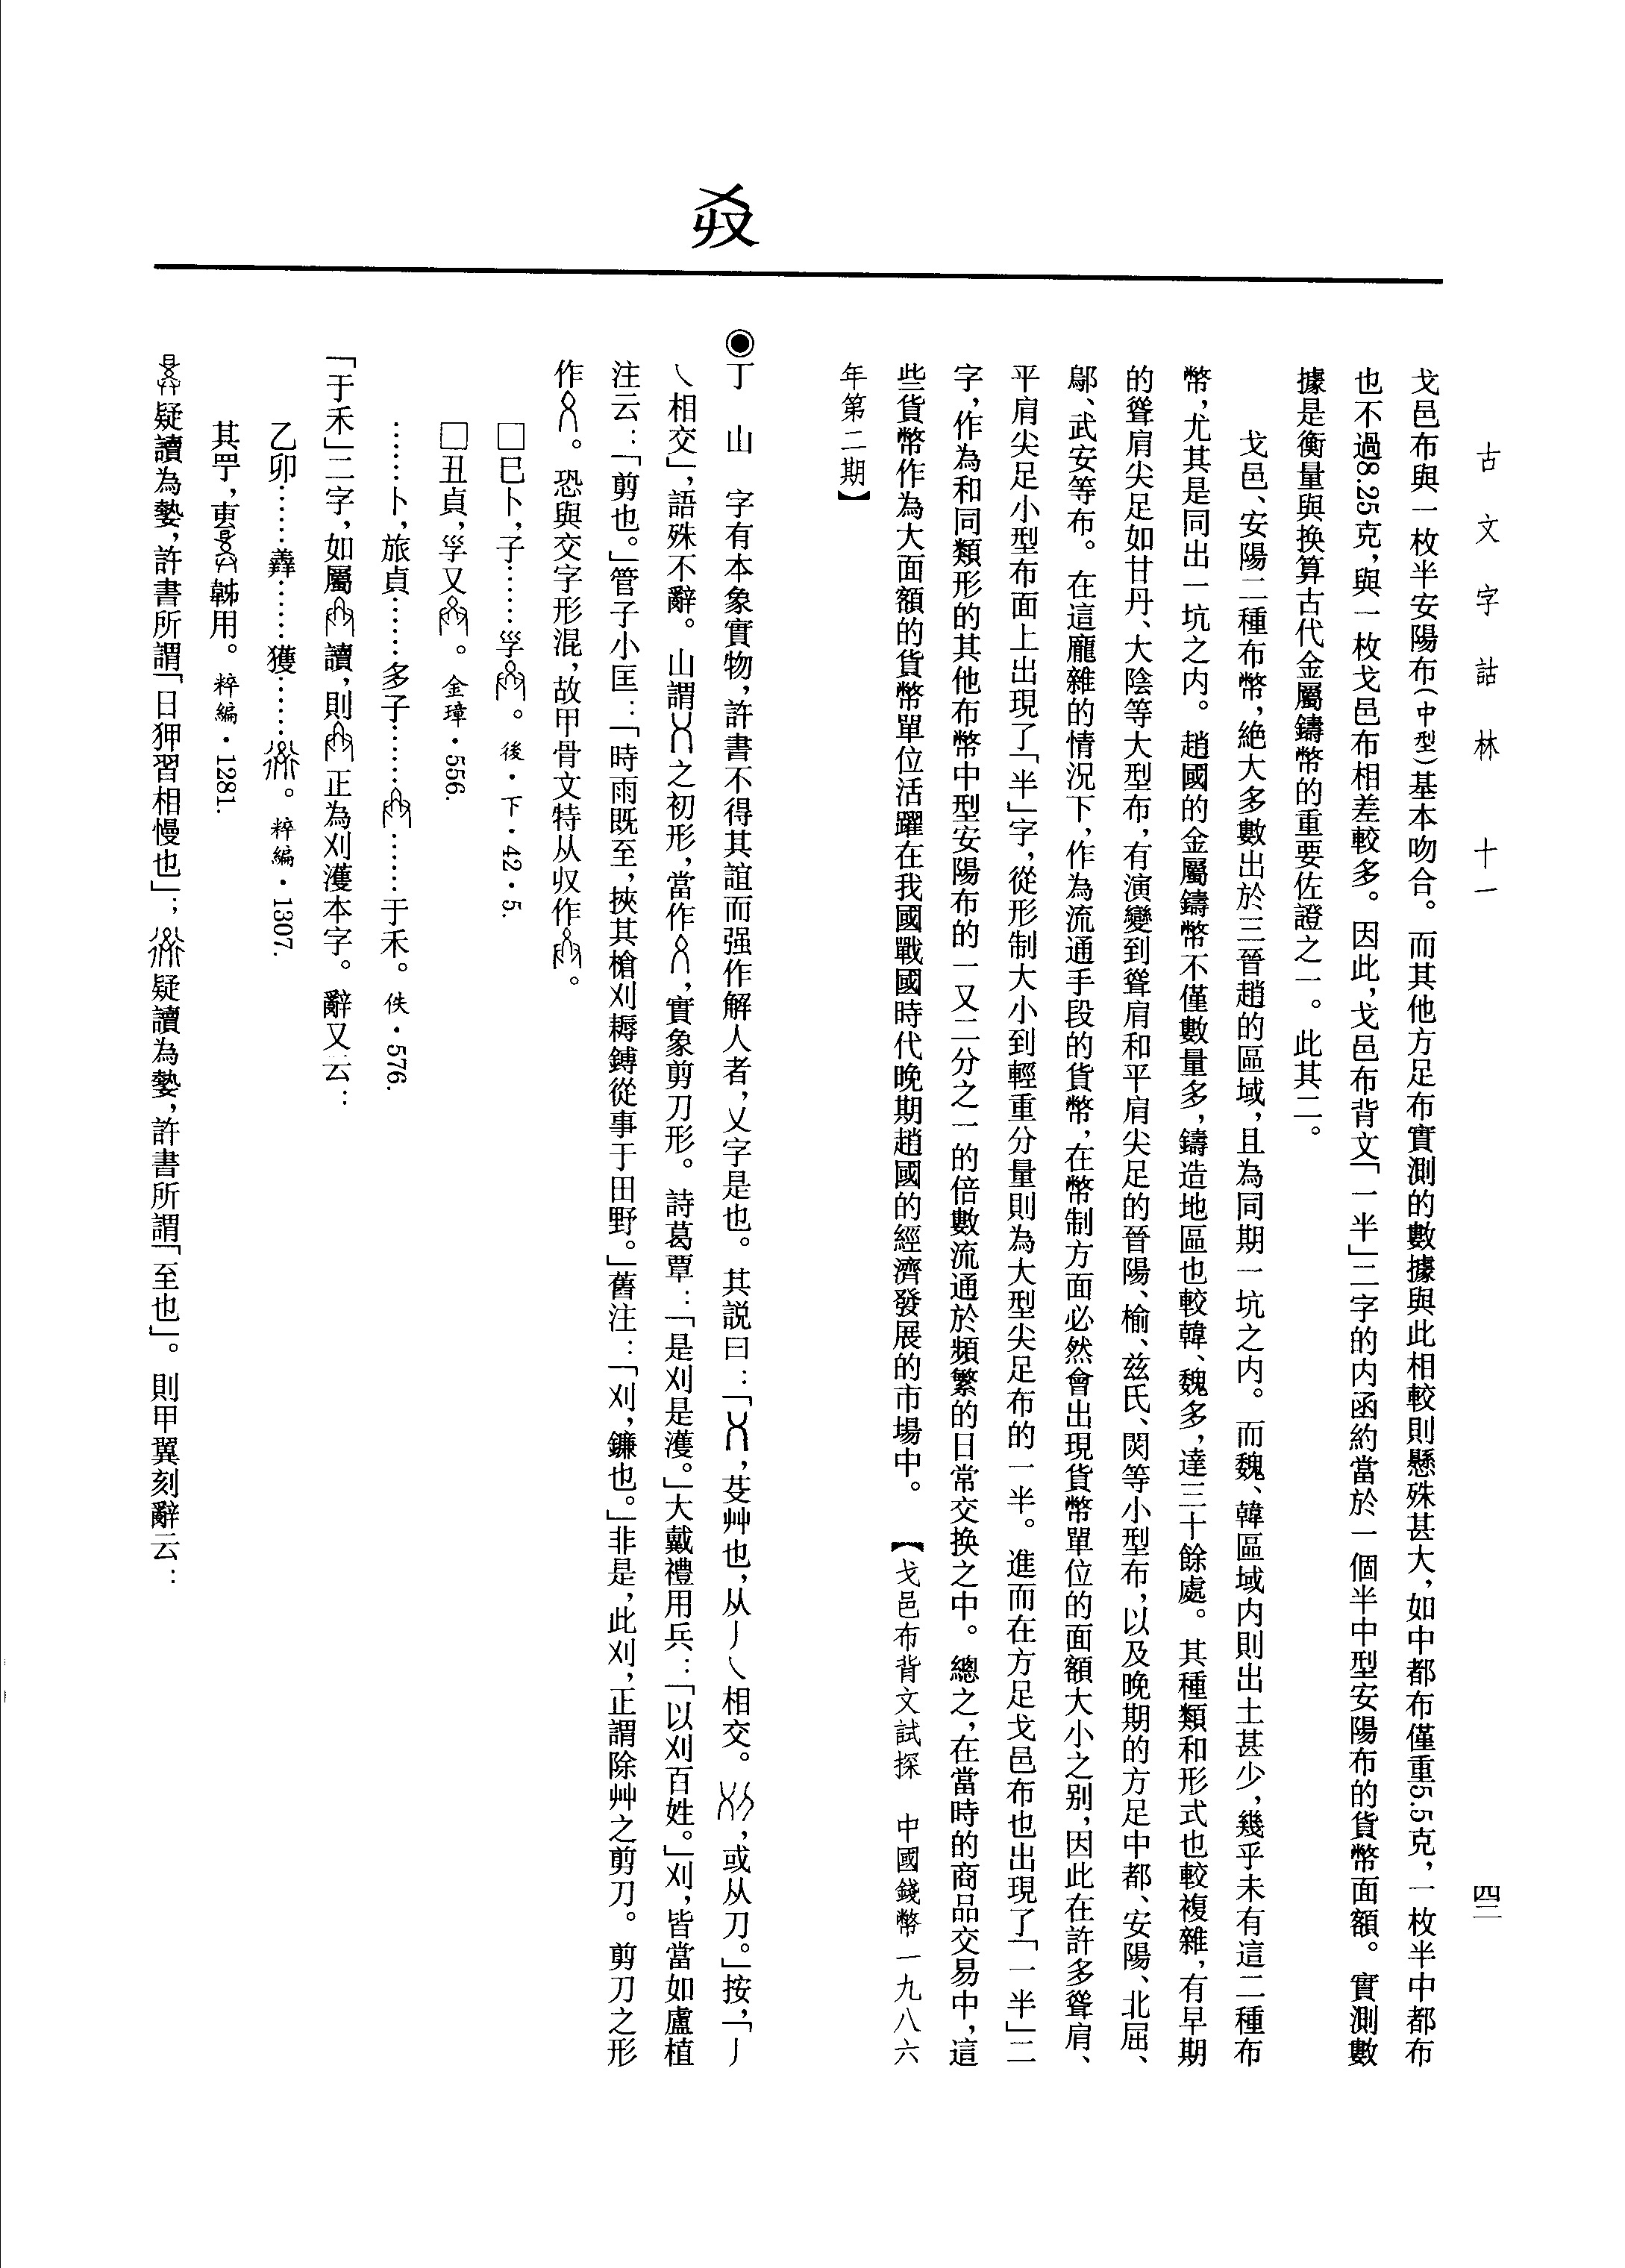 古文字詁林　十一
四二
戈邑布與一枚半安陽布（中型）基本吻合。而其他方足布實測的數據與此相較則懸殊甚大，如中都布僅重5.5克，一枚半中都布
也不過8.25克，與一枚戈邑布相差較多。因此，戈邑布背文「一半」二字的内函約當於一個半中型安陽布的貨幣面額。實測數
據是衡量與换算古代金屬鑄幣的重要佐證之一。此其二。
戈邑、安陽二種布幣，絶大多數出於三晉趙的區域，且為同期一坑之内。而魏、韓區域内則出土甚少，幾乎未有這二種布
幣，尤其是同出一坑之内。趙國的金屬鑄幣不僅數量多，鑄造地區也較韓、魏多，達三十餘處。其種類和形式也較複雜，有早期
的聳肩尖足如甘丹、大陰等大型布，有演變到聳肩和平肩尖足的晉陽、榆、兹氏、閔等小型布，以及晚期的方足中都、安陽、北屈、
鄔、武安等布。在這龐雜的情況下，作為流通手段的貨幣，在幣制方面必然會出現貨幣單位的面額大小之别，因此在許多聳肩、
平肩尖足小型布面上出現了「半」字，從形制大小到輕重分量則為大型尖足布的一半。進而在方足戈邑布也出現了「一半」二
字，作為和同類形的其他布幣中型安陽布的一又二分之一的倍數流通於頻繁的日常交换之中。總之，在當時的商品交易中，這
些貨幣作為大面額的貨幣單位活躍在我國戰國時代晚期趙國的經濟發展的市場中。【戈邑布背文試探　中國錢幣一九八六
年第二期】
◉丁　山　字有本象實物，許書不得其誼而强作解人者，乂字是也。其説曰：「，芟艸也，从丿乀相交。，或从刀。」按，「丿
乀相交」，語殊不辭。山謂之初形，當作，實象剪刀形。詩葛覃：「是刈是濩。」大戴禮用兵：「以刈百姓。」刈，皆當如盧植
注云：「剪也。」管子小匡：「時雨既至，挾其槍刈耨鎛從事于田野。」舊注：「刈，鐮也。」非是，此刈，正謂除艸之剪刀。剪刀之形
作。恐與交字形混，故甲骨文特从収作。
□巳卜，子……孚。後・下・42・5.
□丑貞，孚又。金璋・556.
……卜，旅貞……多子…………于禾。佚・576.
「于禾」二字，如屬讀，則正為刈濩本字。辭又云：
乙卯……彝……獲……。粹編・1307.
其䍃，叀用。粹編・1281.
疑讀為槷，許書所謂「日狎習相慢也」；疑讀為槷，許書所謂「至也」。則甲翼刻辭云：